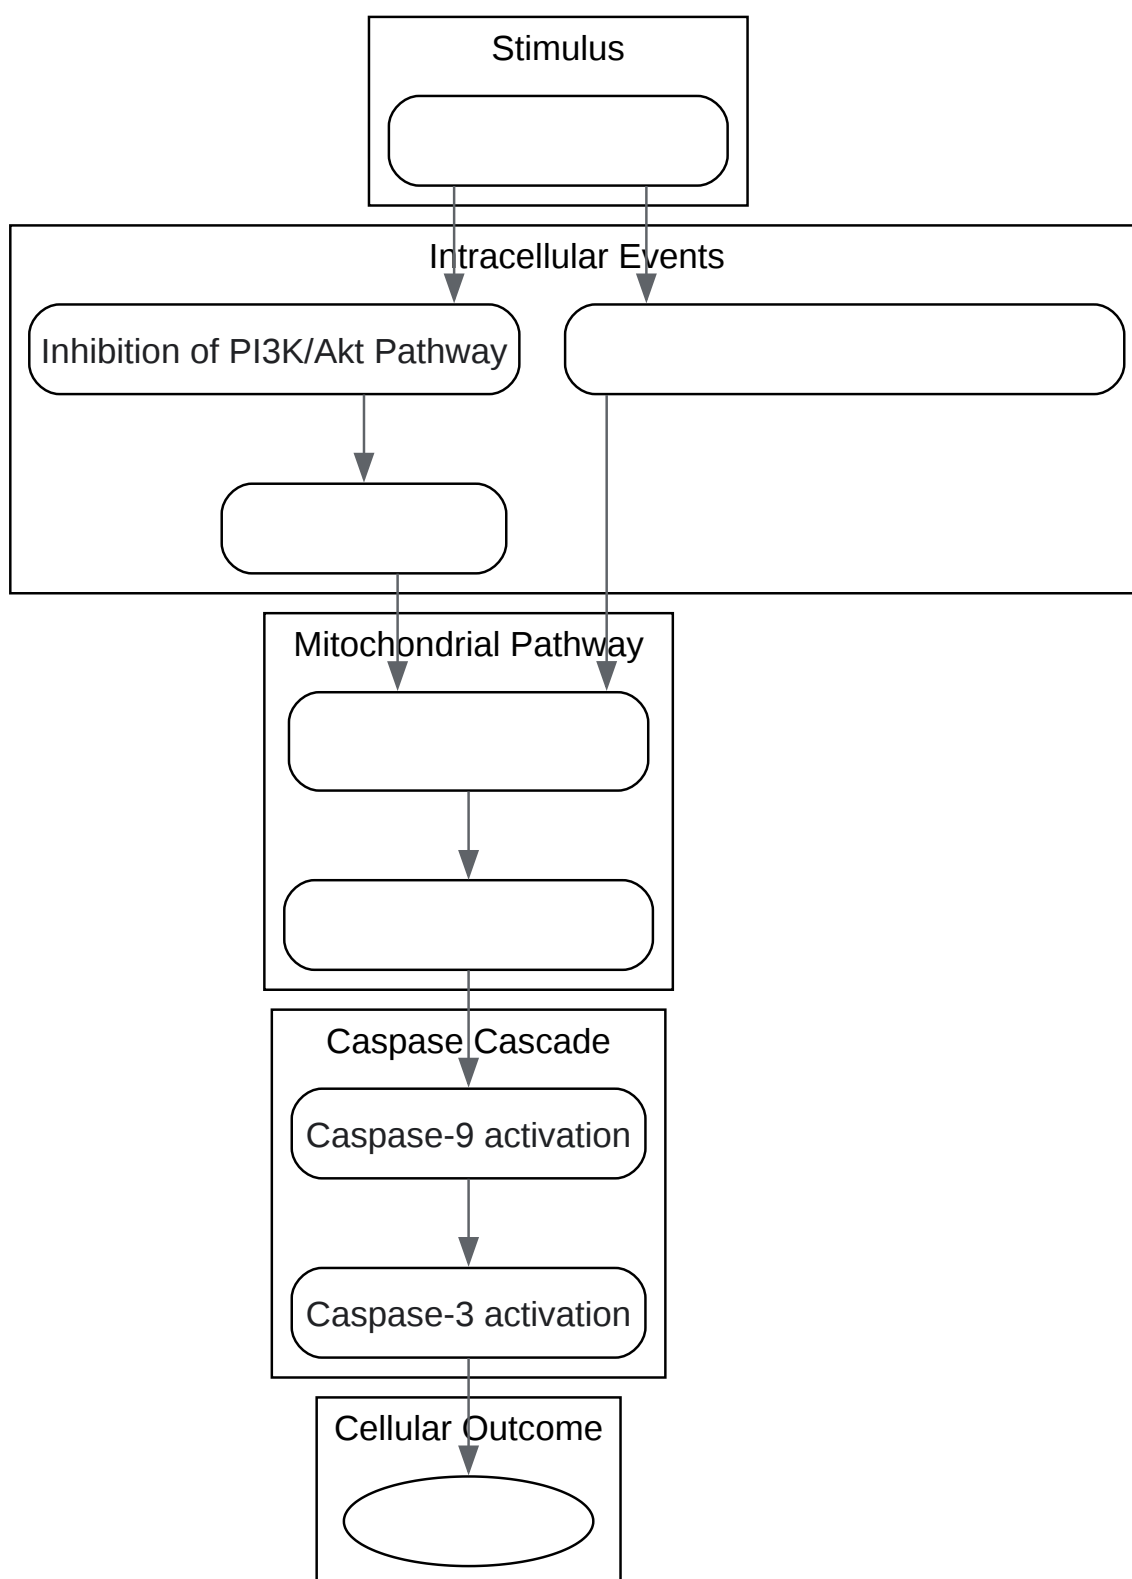 Stimulus
Intracellular Events
Inhibition of PI3K/Akt Pathway
Mitochondrial Pathway
Caspase Cascade
Caspase-9 activation
Caspase-3 activation
Cellular Outcome